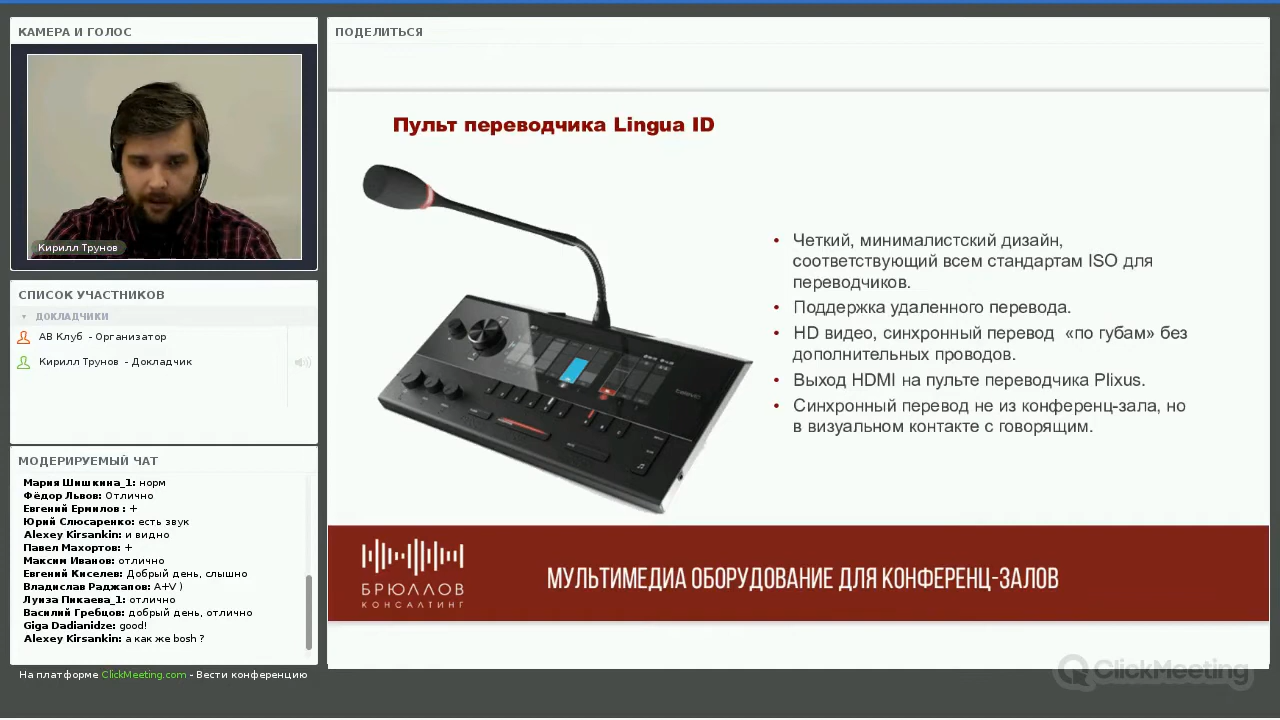 КАМЕРА И ГОЛОС
Кирилл Трунов
СПИСОК УЧАСТНИКОВ
ДОКЛАДЧИКИ
АВ Клуб - Организатор
Кирилл Трунов - Докладчик
МОДЕРИРУЕМЫЙ ЧАТ
Мария Шишкина_1: норм
Фёдор Львов: Отлично
Евгений Ермилов : +
Юрий Слюсаренко: есть звук
Alexey Kirsankin: и видно
Павел Махортов: +
Максим Иванов: отлично
Евгений Киселев: Добрый день, слышно
Владислав Раджапов: A+V )
Луиза Пикаева_1: отлично
Василий Гребцов: добрый день, отлично
Giga Dadianidze: good!
Alexey Kirsankin: а как же bosh ?
На платформе ClickMeeting.com - Вести конференцию
ПОДЕЛИТЬСЯ
Пульт переводчика Lingua ID
• Четкий, минималистский дизайн,
соответствующий всем стандартам ISO для
переводчиков.
• Поддержка удаленного перевода.
• HD видео, синхронный перевод «по губам» без
дополнительных проводов.
• Выход HDMI на пульте переводчика Plixus.
• Синхронный перевод не из конференц-зала, но
в визуальном контакте с говорящим.
БРЮЛЛОВ
КОНСАЛТИНГ
МУЛЬТИМЕДИА ОБОРУДОВАНИЕ ДЛЯ КОНФЕРЕНЦ-ЗАЛОВ
ClickMeeting